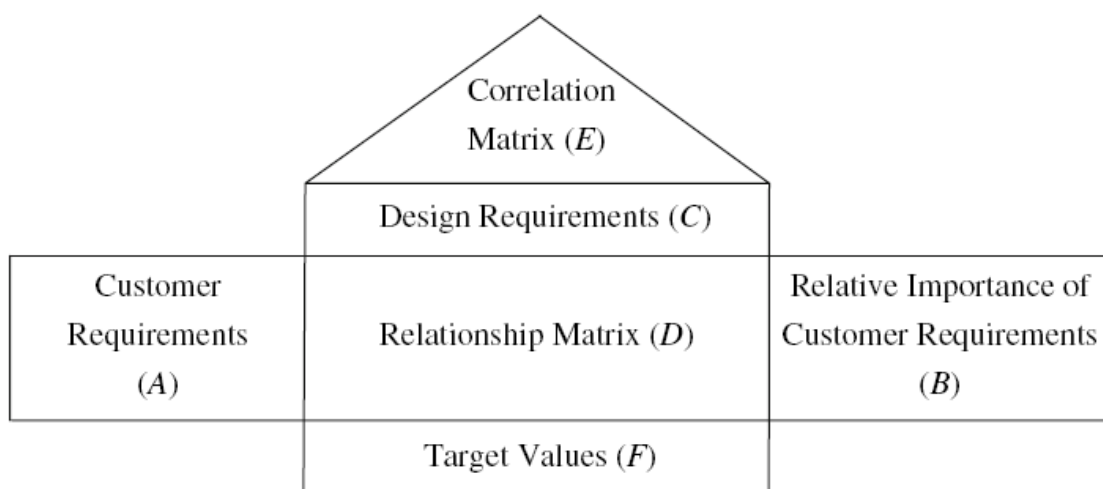 Correlation
Matrix (E)
Design Requirements (C)
Customer
Requirements
(A)
Relationship Matrix (D)
Relative Importance of
Customer Requirements
(B)
Target Values (F)